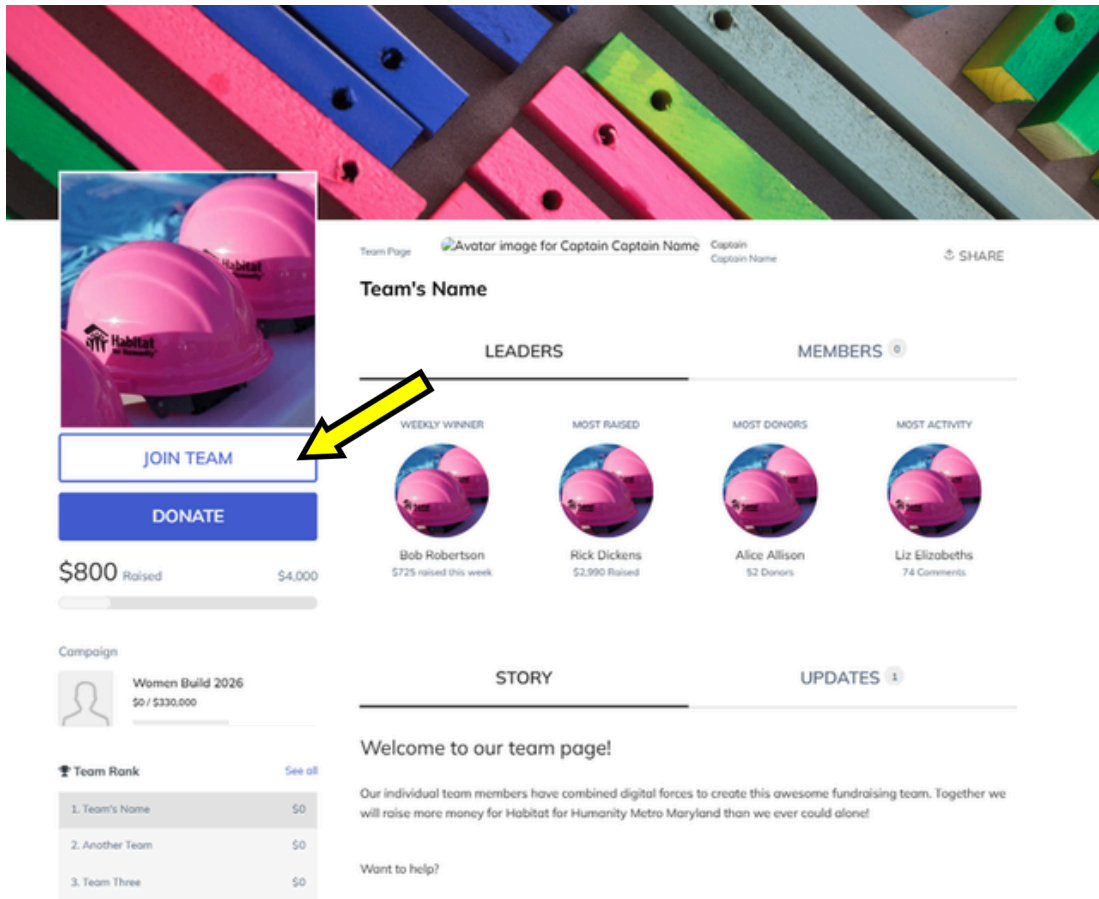 Habitat
Habitat
for Humanity
JOIN TEAM
DONATE
$800 Raised $4,000
Campaign
Women Build 2026
$0 / $330,000
Team Rank See all
1. Team's Name $0
2. Another Team $0
3. Team Three $0
Team Page Avatar image for Captain Captain Name Captain
Captain Name
SHARE
Team's Name
LEADERS MEMBERS 0
WEEKLY WINNER MOST RAISED MOST DONORS MOST ACTIVITY
Bob Robertson Rick Dickens Alice Allison Liz Elizabeths
$725 raised this week $2,990 Raised 52 Donors 74 Comments
STORY UPDATES 1
Welcome to our team page!
Our individual team members have combined digital forces to create this awesome fundraising team. Together we
will raise more money for Habitat for Humanity Metro Maryland than we ever could alone!
Want to help?